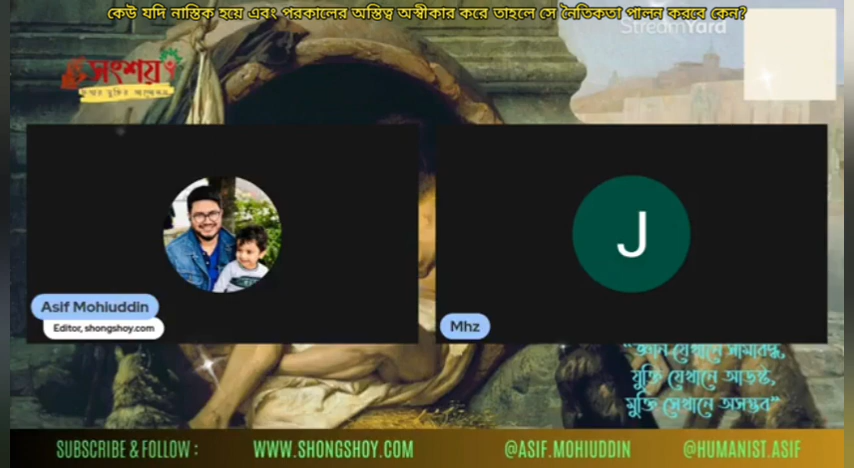 কেউ যদি নাস্তিক হয়ে এবং পরকালের অস্তিত্ব অস্বীকার করে তাহলে সে নৈতিকতা পালন করবে কেন?
StreamYard
সংশয়
J
Asif Mohiuddin
Editor, shongshoy.com
Mhz
“জ্ঞান যেখানে সীমাবদ্ধ,
যুক্তি যেখানে আড়ষ্ট,
মুক্তি সেখানে অসম্ভব”
SUBSCRIBE & FOLLOW : WWW.SHONGSHOY.COM @ASIF.MOHIUDDIN @HUMANIST.ASIF